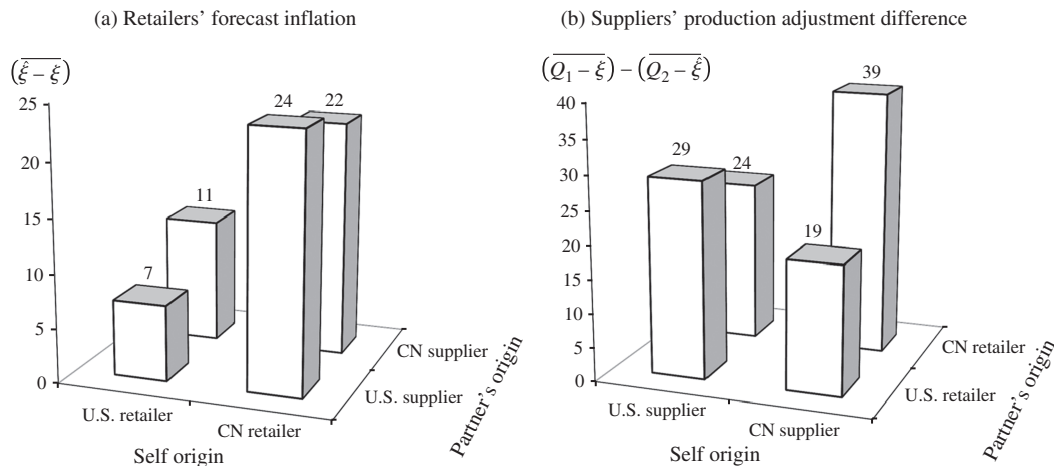 (a) Retailers’ forecast inflation
(ξ̂ – ξ)
25
20
15
10
5
0
7
11
24
22
U.S. retailer
CN retailer
Self origin
U.S. supplier
CN supplier
Partner’s origin
(b) Suppliers’ production adjustment difference
(Q1 – ξ) – (Q2 – ξ̂)
40
35
30
25
20
15
10
5
0
29
24
19
39
U.S. supplier
CN supplier
Self origin
U.S. retailer
CN retailer
Partner’s origin